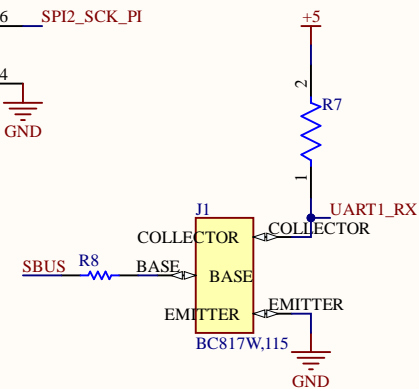 6
SPI2_SCK_PI
+5
4
GND
2
R7
1
J1
UART1_RX
COLLECTOR
COLLECTOR
SBUS
R8
BASE
BASE
EMITTER
EMITTER
BC817W,115
GND